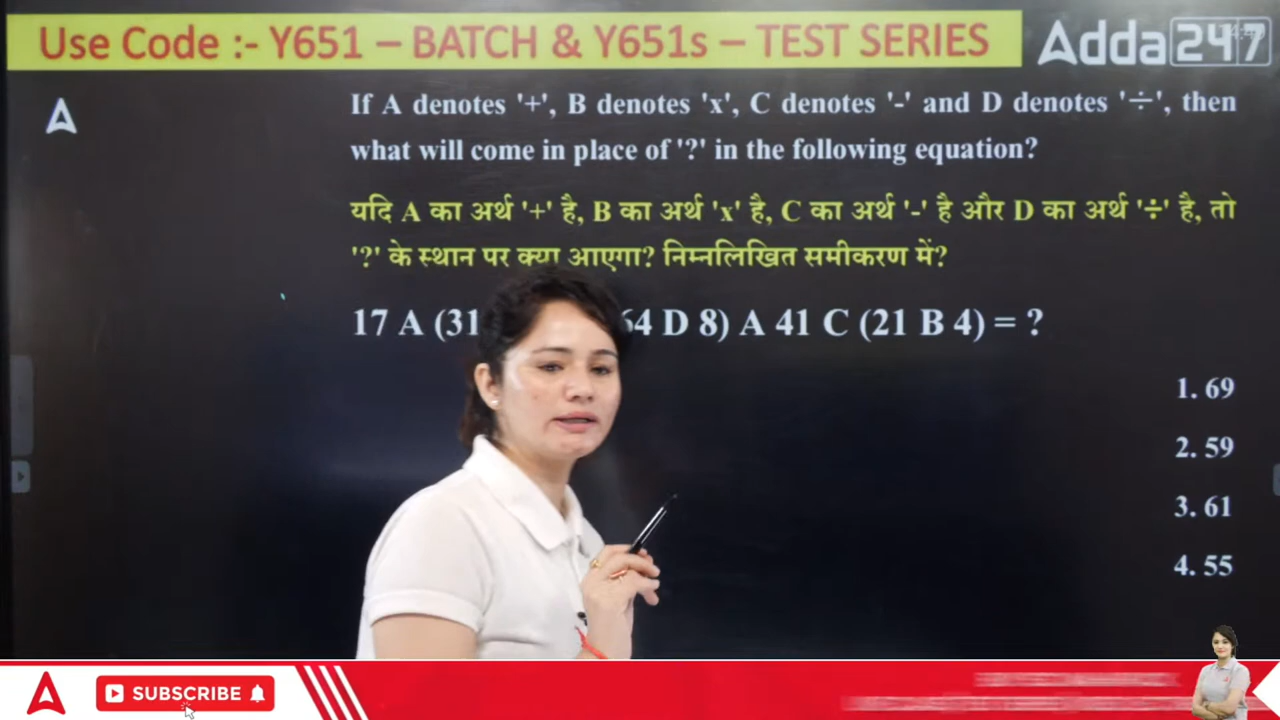 Use Code :- Y651 – BATCH & Y651s – TEST SERIES
Adda 247
If A denotes '+', B denotes 'x', C denotes '-' and D denotes '÷', then
what will come in place of '?' in the following equation?
यदि A का अर्थ '+' है, B का अर्थ 'x' है, C का अर्थ '-' है और D का अर्थ '÷' है, तो
'?' के स्थान पर क्या आएगा? निम्नलिखित समीकरण में?
17 A (31 64 D 8) A 41 C (21 B 4) = ?
1. 69
2. 59
3. 61
4. 55
SUBSCRIBE